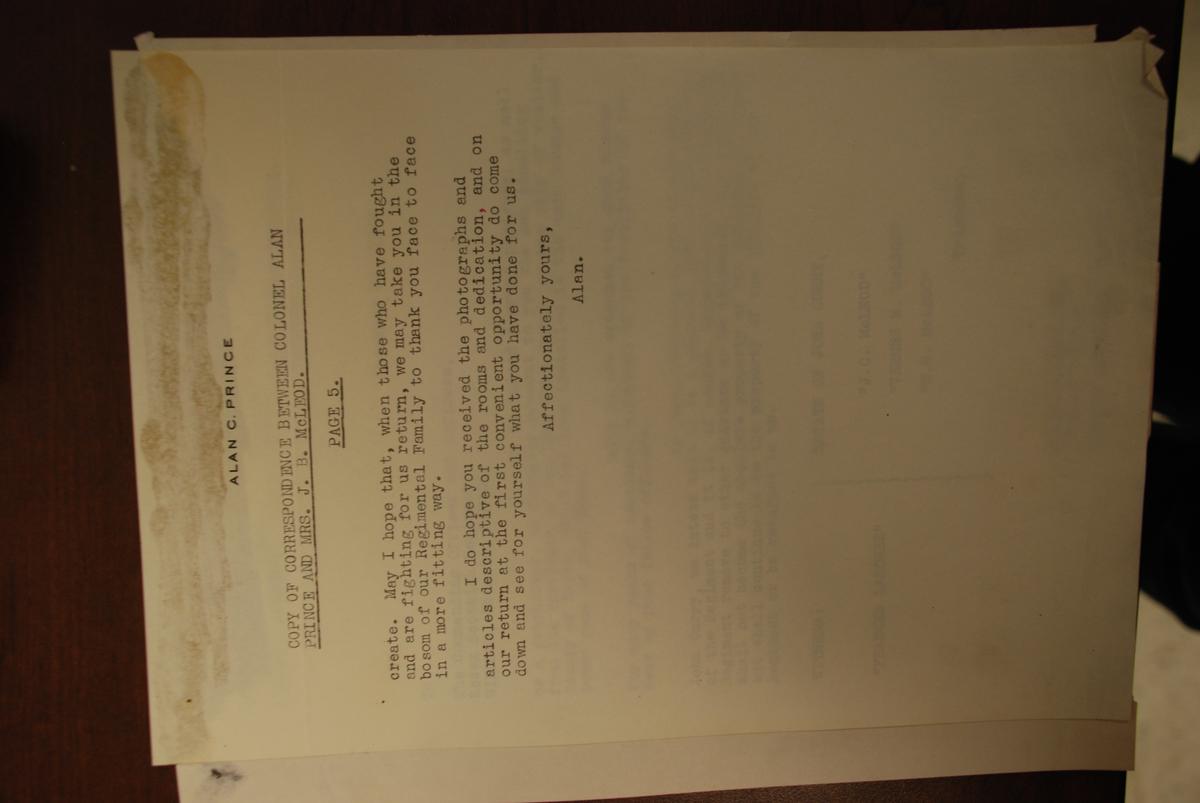 ALAN C. PRINCE
COPY OF CORRESPONDENCE BETWEEN COLONEL ALAN
PRINCE AND MRS. J. B. McLEOD.
PAGE 5.
create. May I hope that, when those who have fought
and are fighting for us return, we may take you in the
bosom of our Regimental Family to thank you face to face
in a more fitting way.
I do hope you received the photographs and
articles descriptive of the rooms and dedication, and on
our return at the first convenient opportunity do come
down and see for yourself what you have done for us.
Affectionately yours,
Alan.